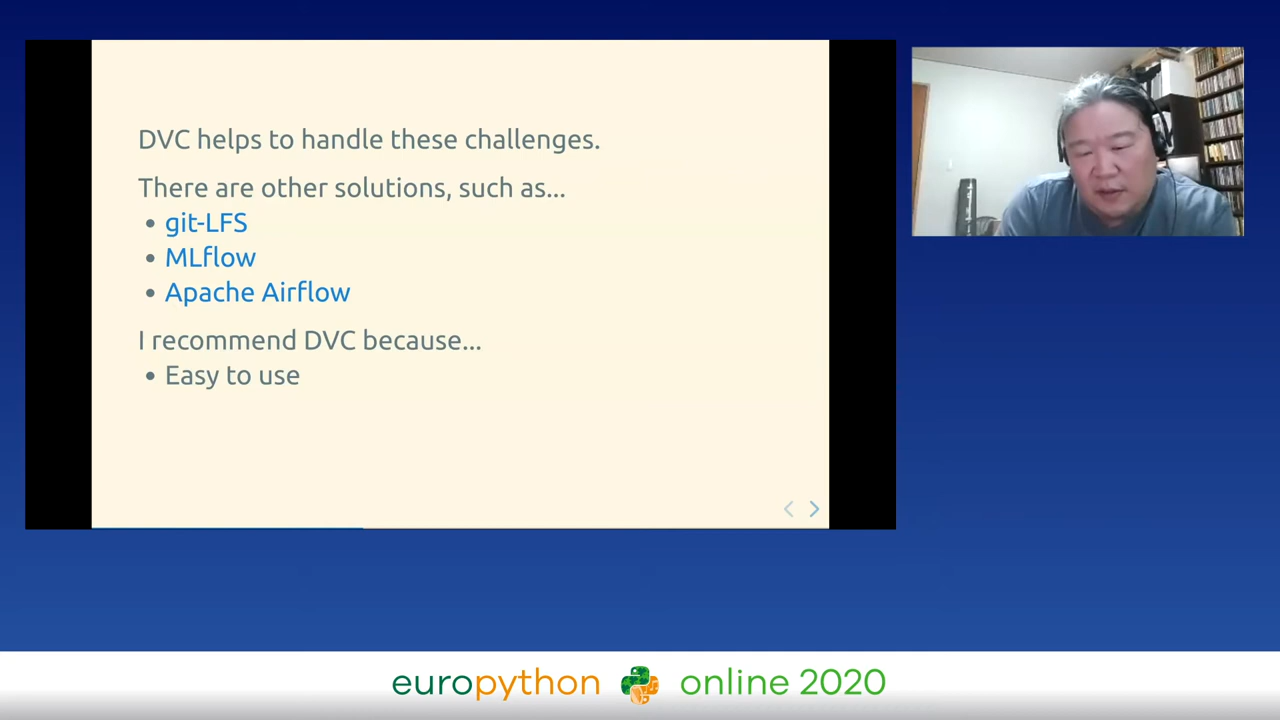 DVC helps to handle these challenges.
There are other solutions, such as...
• git-LFS
• MLflow
• Apache Airflow
I recommend DVC because...
• Easy to use
europython online 2020